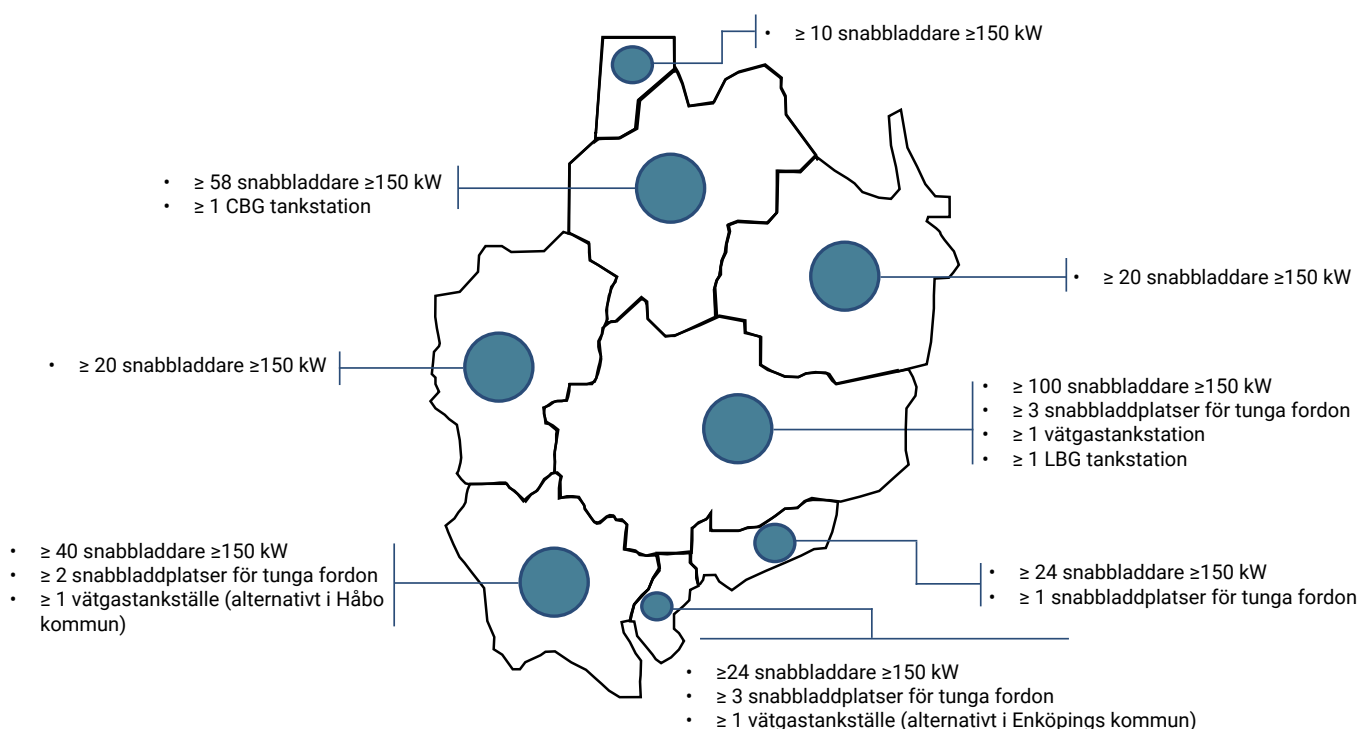 • ≥ 10 snabbladdare ≥150 kW
• ≥ 58 snabbladdare ≥150 kW
• ≥ 1 CBG tankstation
• ≥ 20 snabbladdare ≥150 kW
• ≥ 20 snabbladdare ≥150 kW
• ≥ 100 snabbladdare ≥150 kW
• ≥ 3 snabbladdplatser för tunga fordon
• ≥ 1 vätgastankstation
• ≥ 1 LBG tankstation
• ≥ 40 snabbladdare ≥150 kW
• ≥ 2 snabbladdplatser för tunga fordon
• ≥ 1 vätgastankställe (alternativt i Håbo
kommun)
• ≥ 24 snabbladdare ≥150 kW
• ≥ 1 snabbladdplatser för tunga fordon
• ≥24 snabbladdare ≥150 kW
• ≥ 3 snabbladdplatser för tunga fordon
• ≥ 1 vätgastankställe (alternativt i Enköpings kommun)